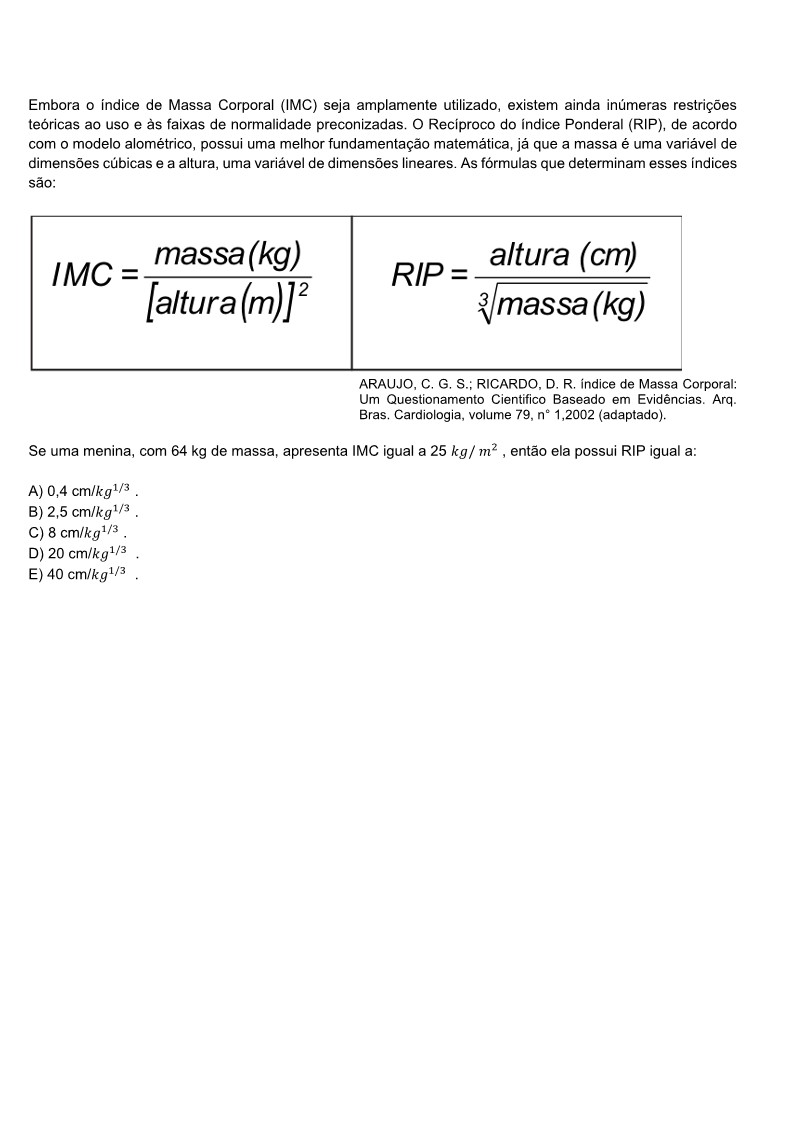 Embora o índice de Massa Corporal (IMC) seja amplamente utilizado, existem ainda inúmeras restrições
teóricas ao uso e às faixas de normalidade preconizadas. O Recíproco do índice Ponderal (RIP), de acordo
com o modelo alométrico, possui uma melhor fundamentação matemática, já que a massa é uma variável de
dimensões cúbicas e a altura, uma variável de dimensões lineares. As fórmulas que determinam esses índices
são:
IMC = massa(kg) / [altura(m)]²
RIP = altura (cm) / ∛massa(kg)
ARAUJO, C. G. S.; RICARDO, D. R. índice de Massa Corporal:
Um Questionamento Cientifico Baseado em Evidências. Arq.
Bras. Cardiologia, volume 79, n° 1,2002 (adaptado).
Se uma menina, com 64 kg de massa, apresenta IMC igual a 25 kg/ m² , então ela possui RIP igual a:
A) 0,4 cm/kg^1/3 .
B) 2,5 cm/kg^1/3 .
C) 8 cm/kg^1/3 .
D) 20 cm/kg^1/3 .
E) 40 cm/kg^1/3 .